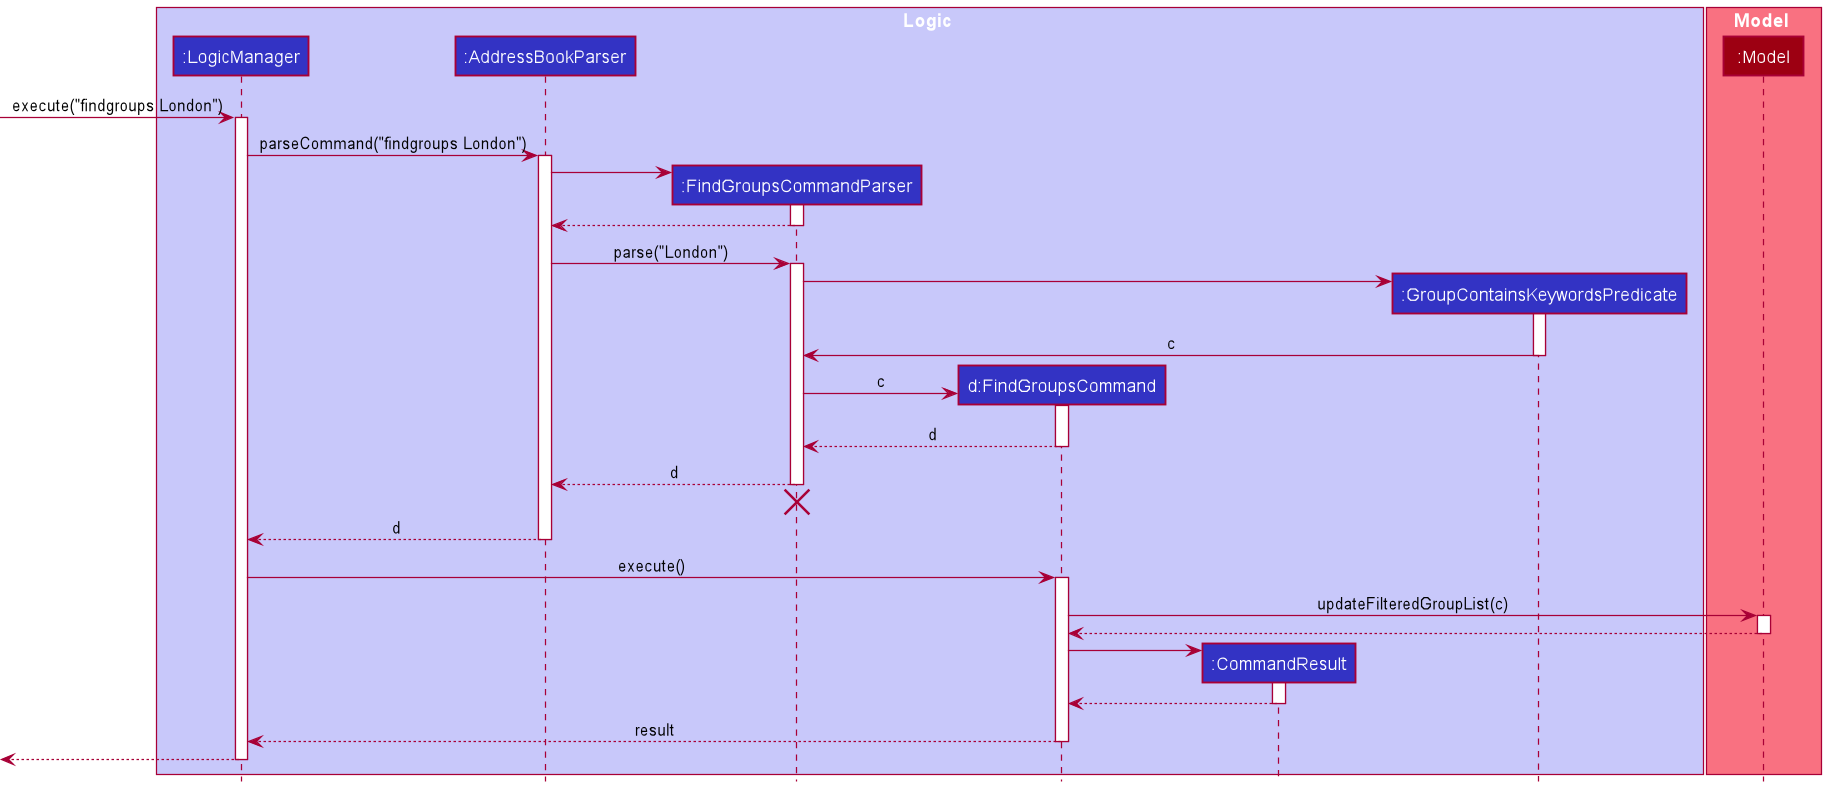 Logic
Model
:LogicManager
:AddressBookParser
:Model
execute("findgroups London")
parseCommand("findgroups London")
:FindGroupsCommandParser
parse("London")
:GroupContainsKeywordsPredicate
c
c
d:FindGroupsCommand
d
d
d
execute()
updateFilteredGroupList(c)
:CommandResult
result